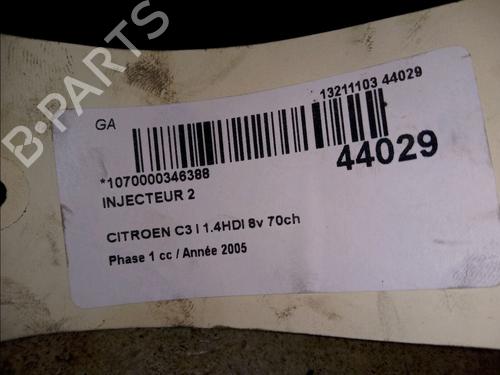 B-PARTS
13211103 44029
GA
44029
*1070000346388
INJECTEUR 2
CITROEN C3 I 1.4HDI 8v 70ch
Phase 1 cc / Année 2005